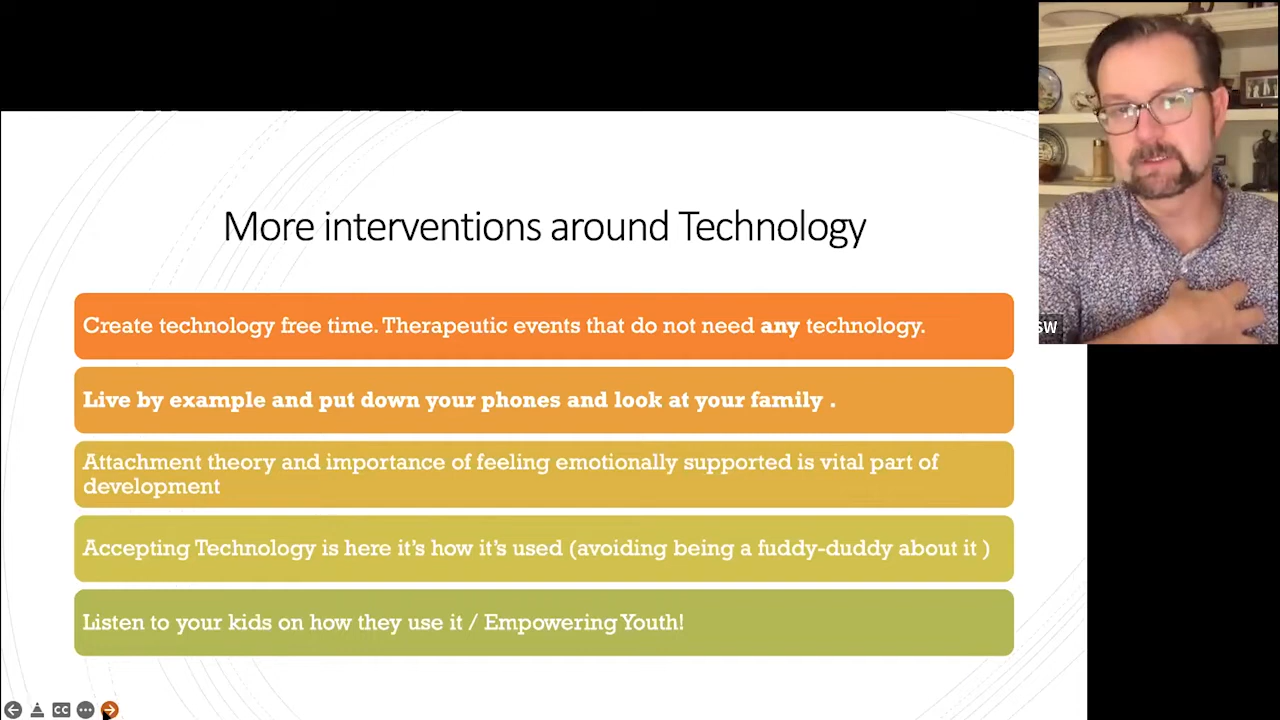 More interventions around Technology
Create technology free time. Therapeutic events that do not need any technology.
Live by example and put down your phones and look at your family .
Attachment theory and importance of feeling emotionally supported is vital part of
development
Accepting Technology is here it’s how it’s used (avoiding being a fuddy-duddy about it )
Listen to your kids on how they use it / Empowering Youth!
SW
CC